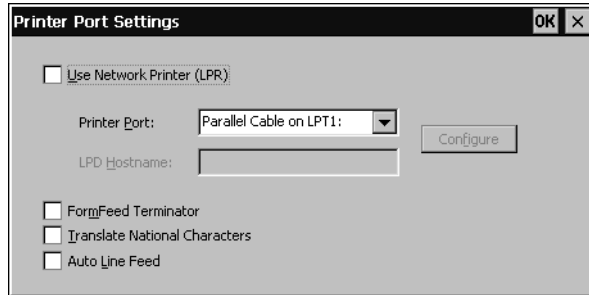 Printer Port Settings OK ×
Use Network Printer (LPR)
Printer Port: Parallel Cable on LPT1:
Configure
LPD Hostname:
FormFeed Terminator
Translate National Characters
Auto Line Feed